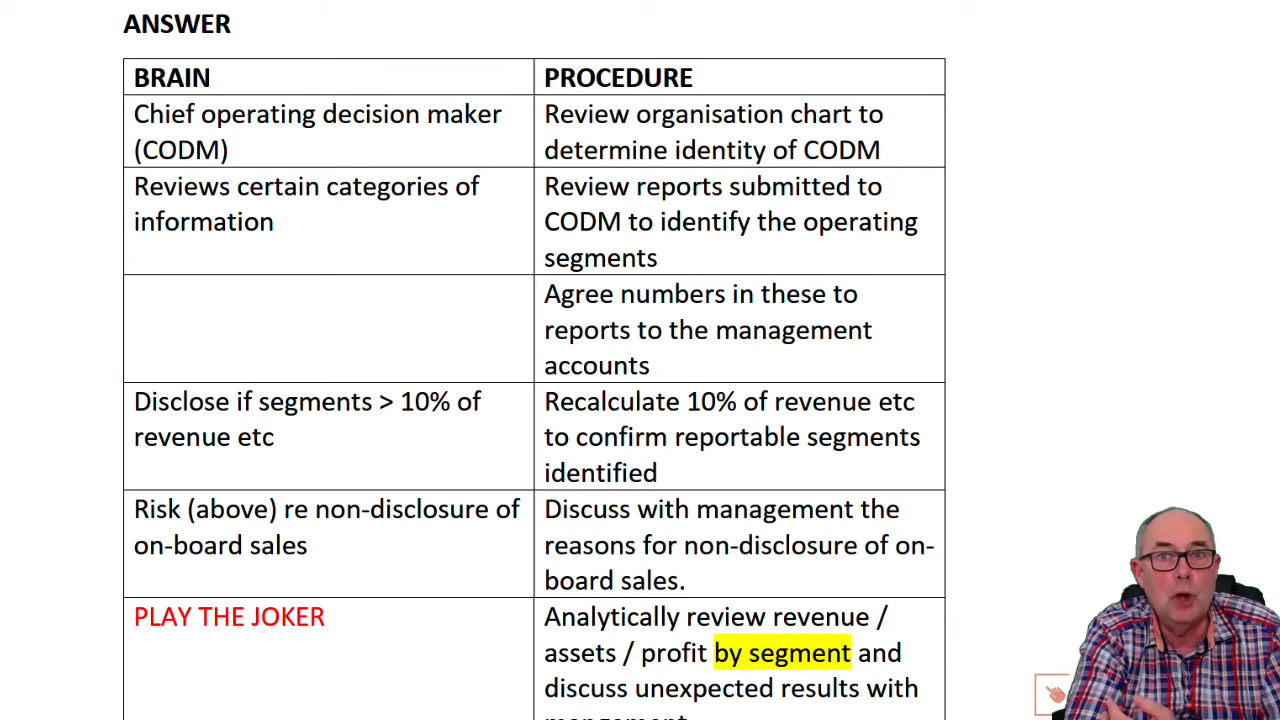 ANSWER
BRAIN
PROCEDURE
Chief operating decision maker
(CODM)
Review organisation chart to
determine identity of CODM
Reviews certain categories of
information
Review reports submitted to
CODM to identify the operating
segments
Agree numbers in these to
reports to the management
accounts
Disclose if segments > 10% of
revenue etc
Recalculate 10% of revenue etc
to confirm reportable segments
identified
Risk (above) re non-disclosure of
on-board sales
Discuss with management the
reasons for non-disclosure of on-
board sales.
PLAY THE JOKER
Analytically review revenue /
assets / profit by segment and
discuss unexpected results with